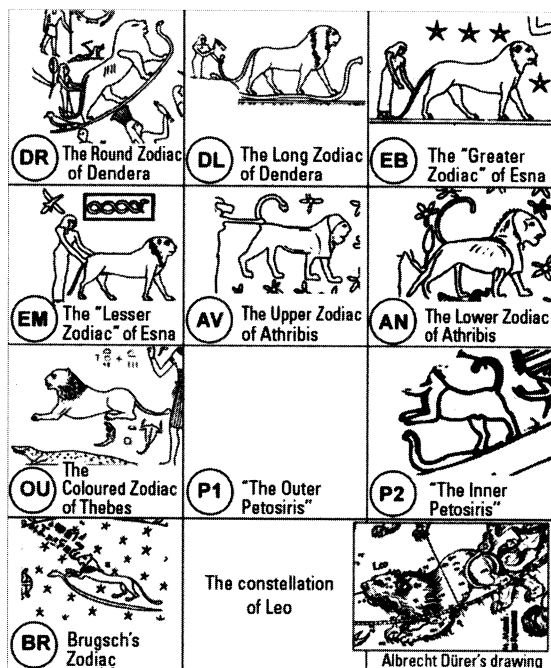 DR
The Round Zodiac
of Dendera
DL
The Long Zodiac
of Dendera
EB
The "Greater
Zodiac" of Esna
EM
The "Lesser
Zodiac" of Esna
AV
The Upper Zodiac
of Athribis
AN
The Lower Zodiac
of Athribis
OU
The
Coloured Zodiac
of Thebes
P1
"The Outer
Petosiris"
P2
"The Inner
Petosiris"
BR
Brugsch's
Zodiac
The constellation
of Leo
Leo
Albrecht Dürer's drawing